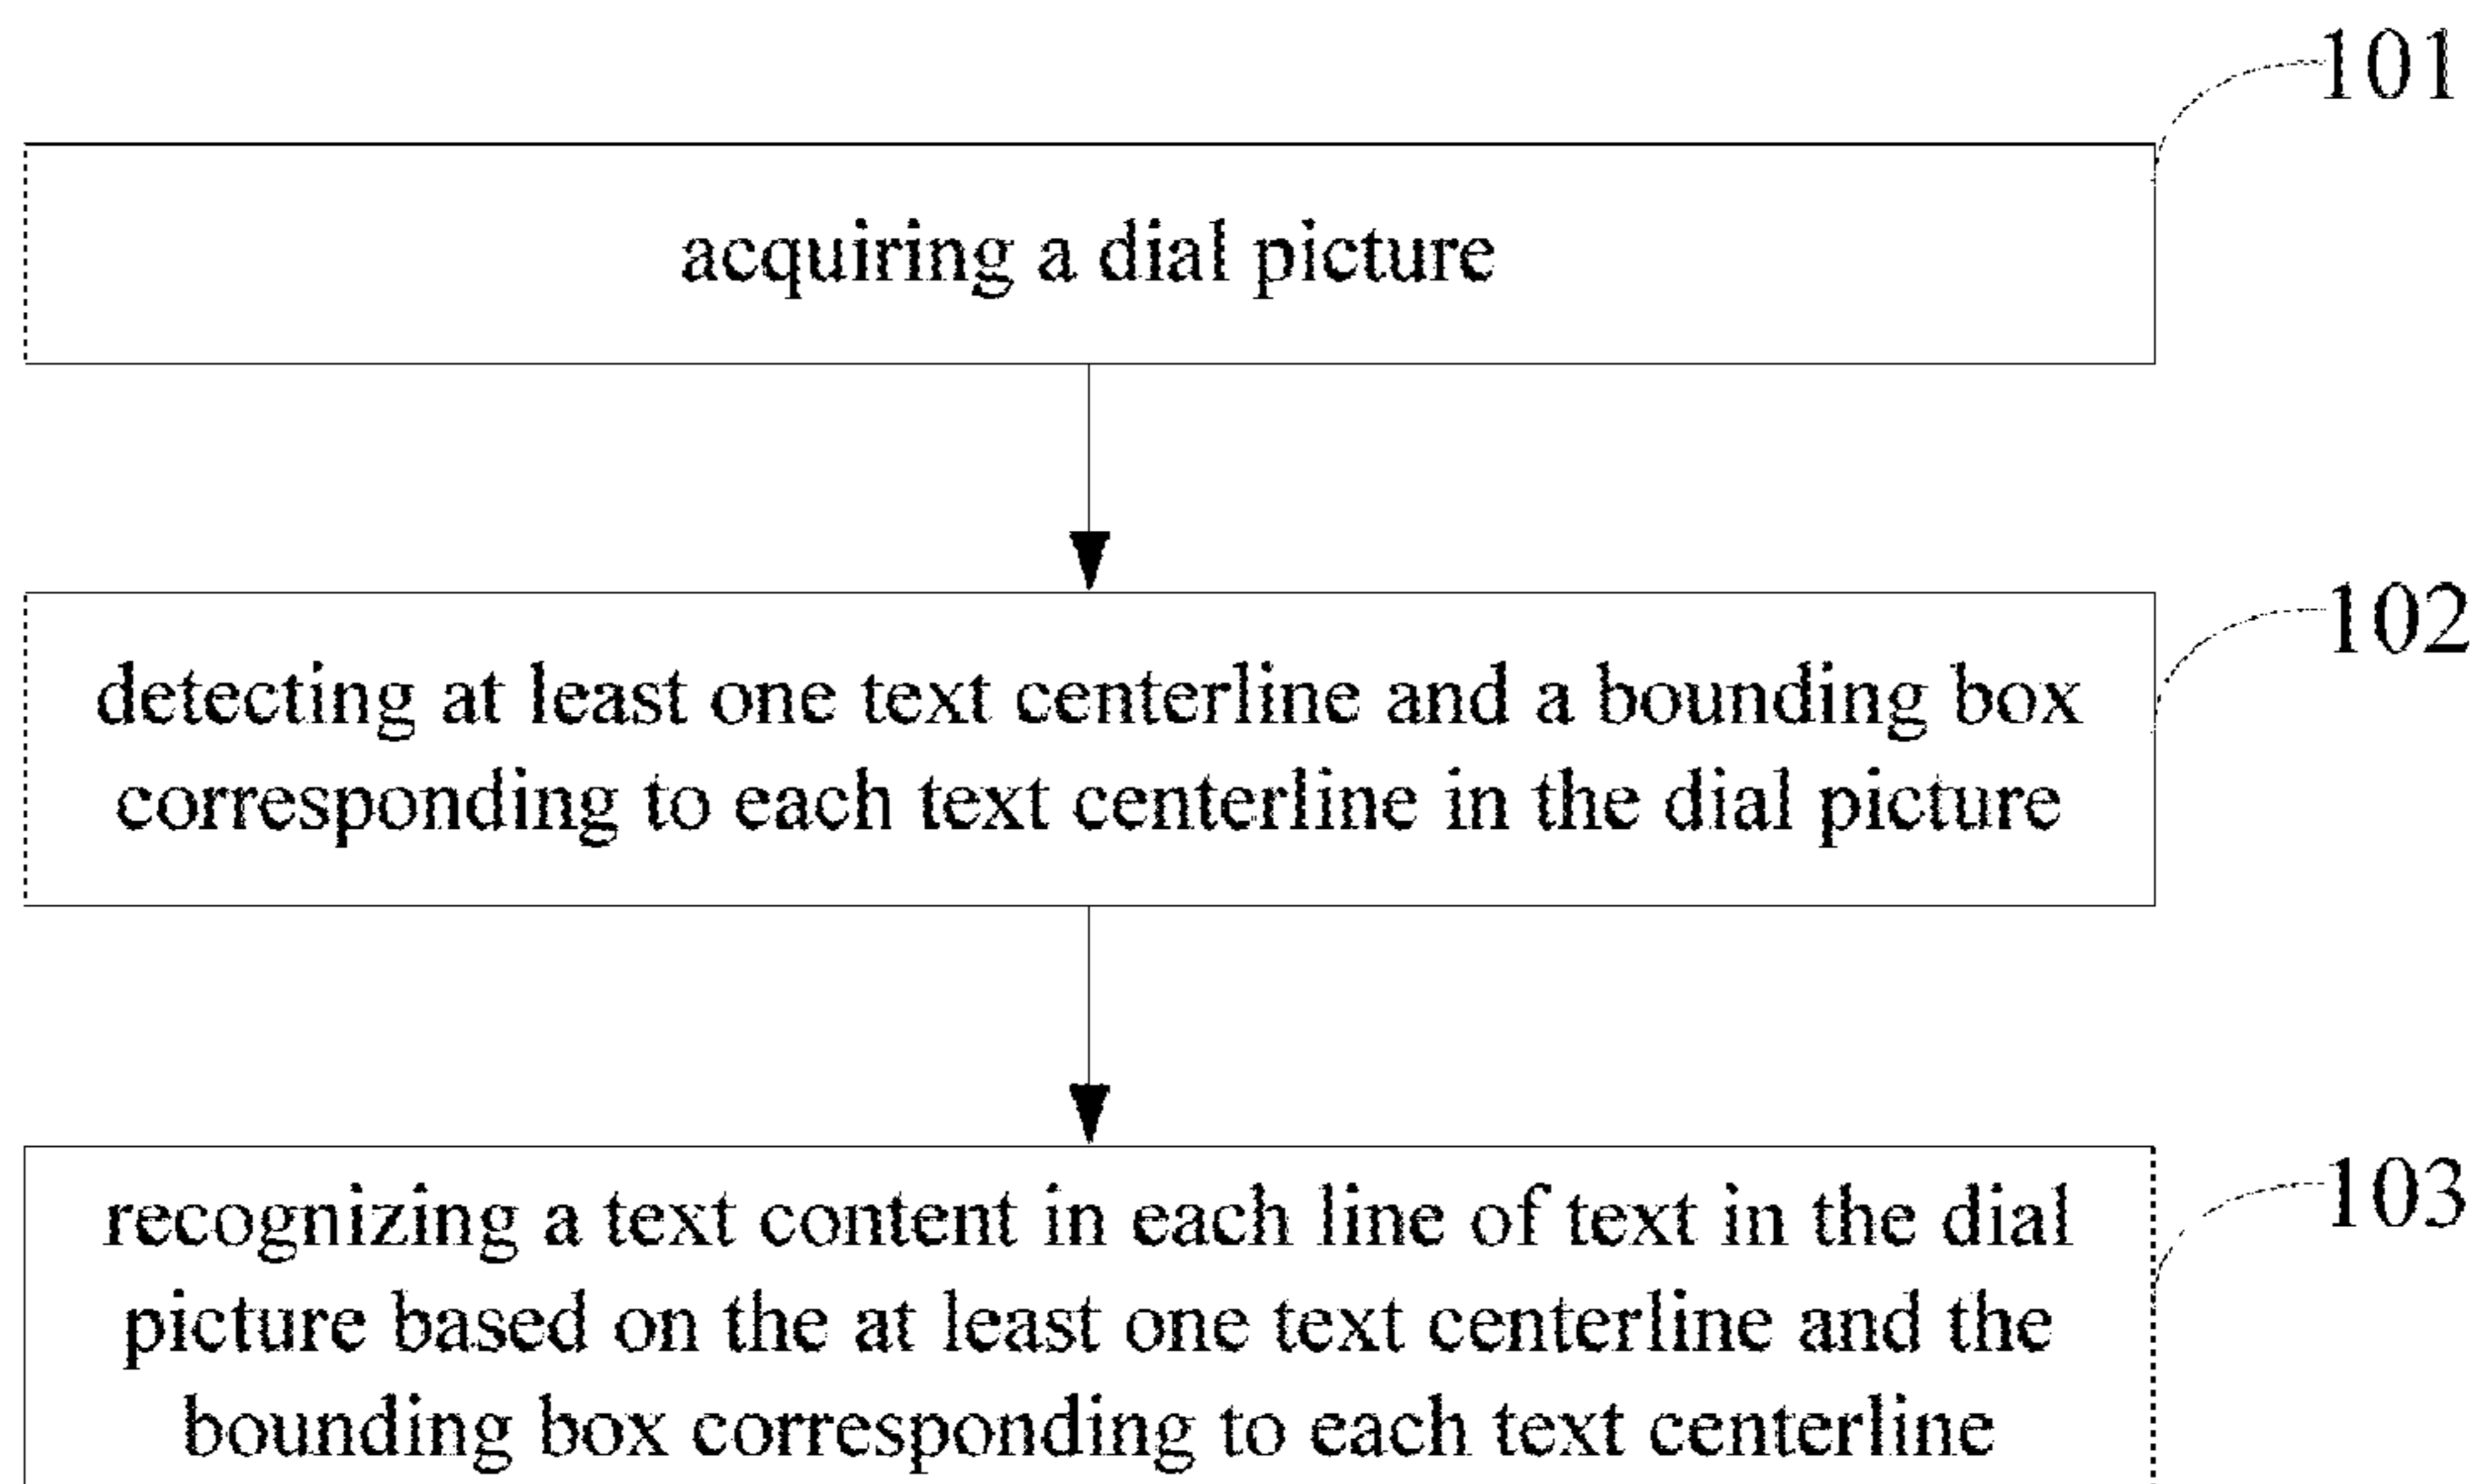 101
acquiring a dial picture
102
detecting at least one text centerline and a bounding box
corresponding to each text centerline in the dial picture
103
recognizing a text content in each line of text in the dial
picture based on the at least one text centerline and the
bounding box corresponding to each text centerline